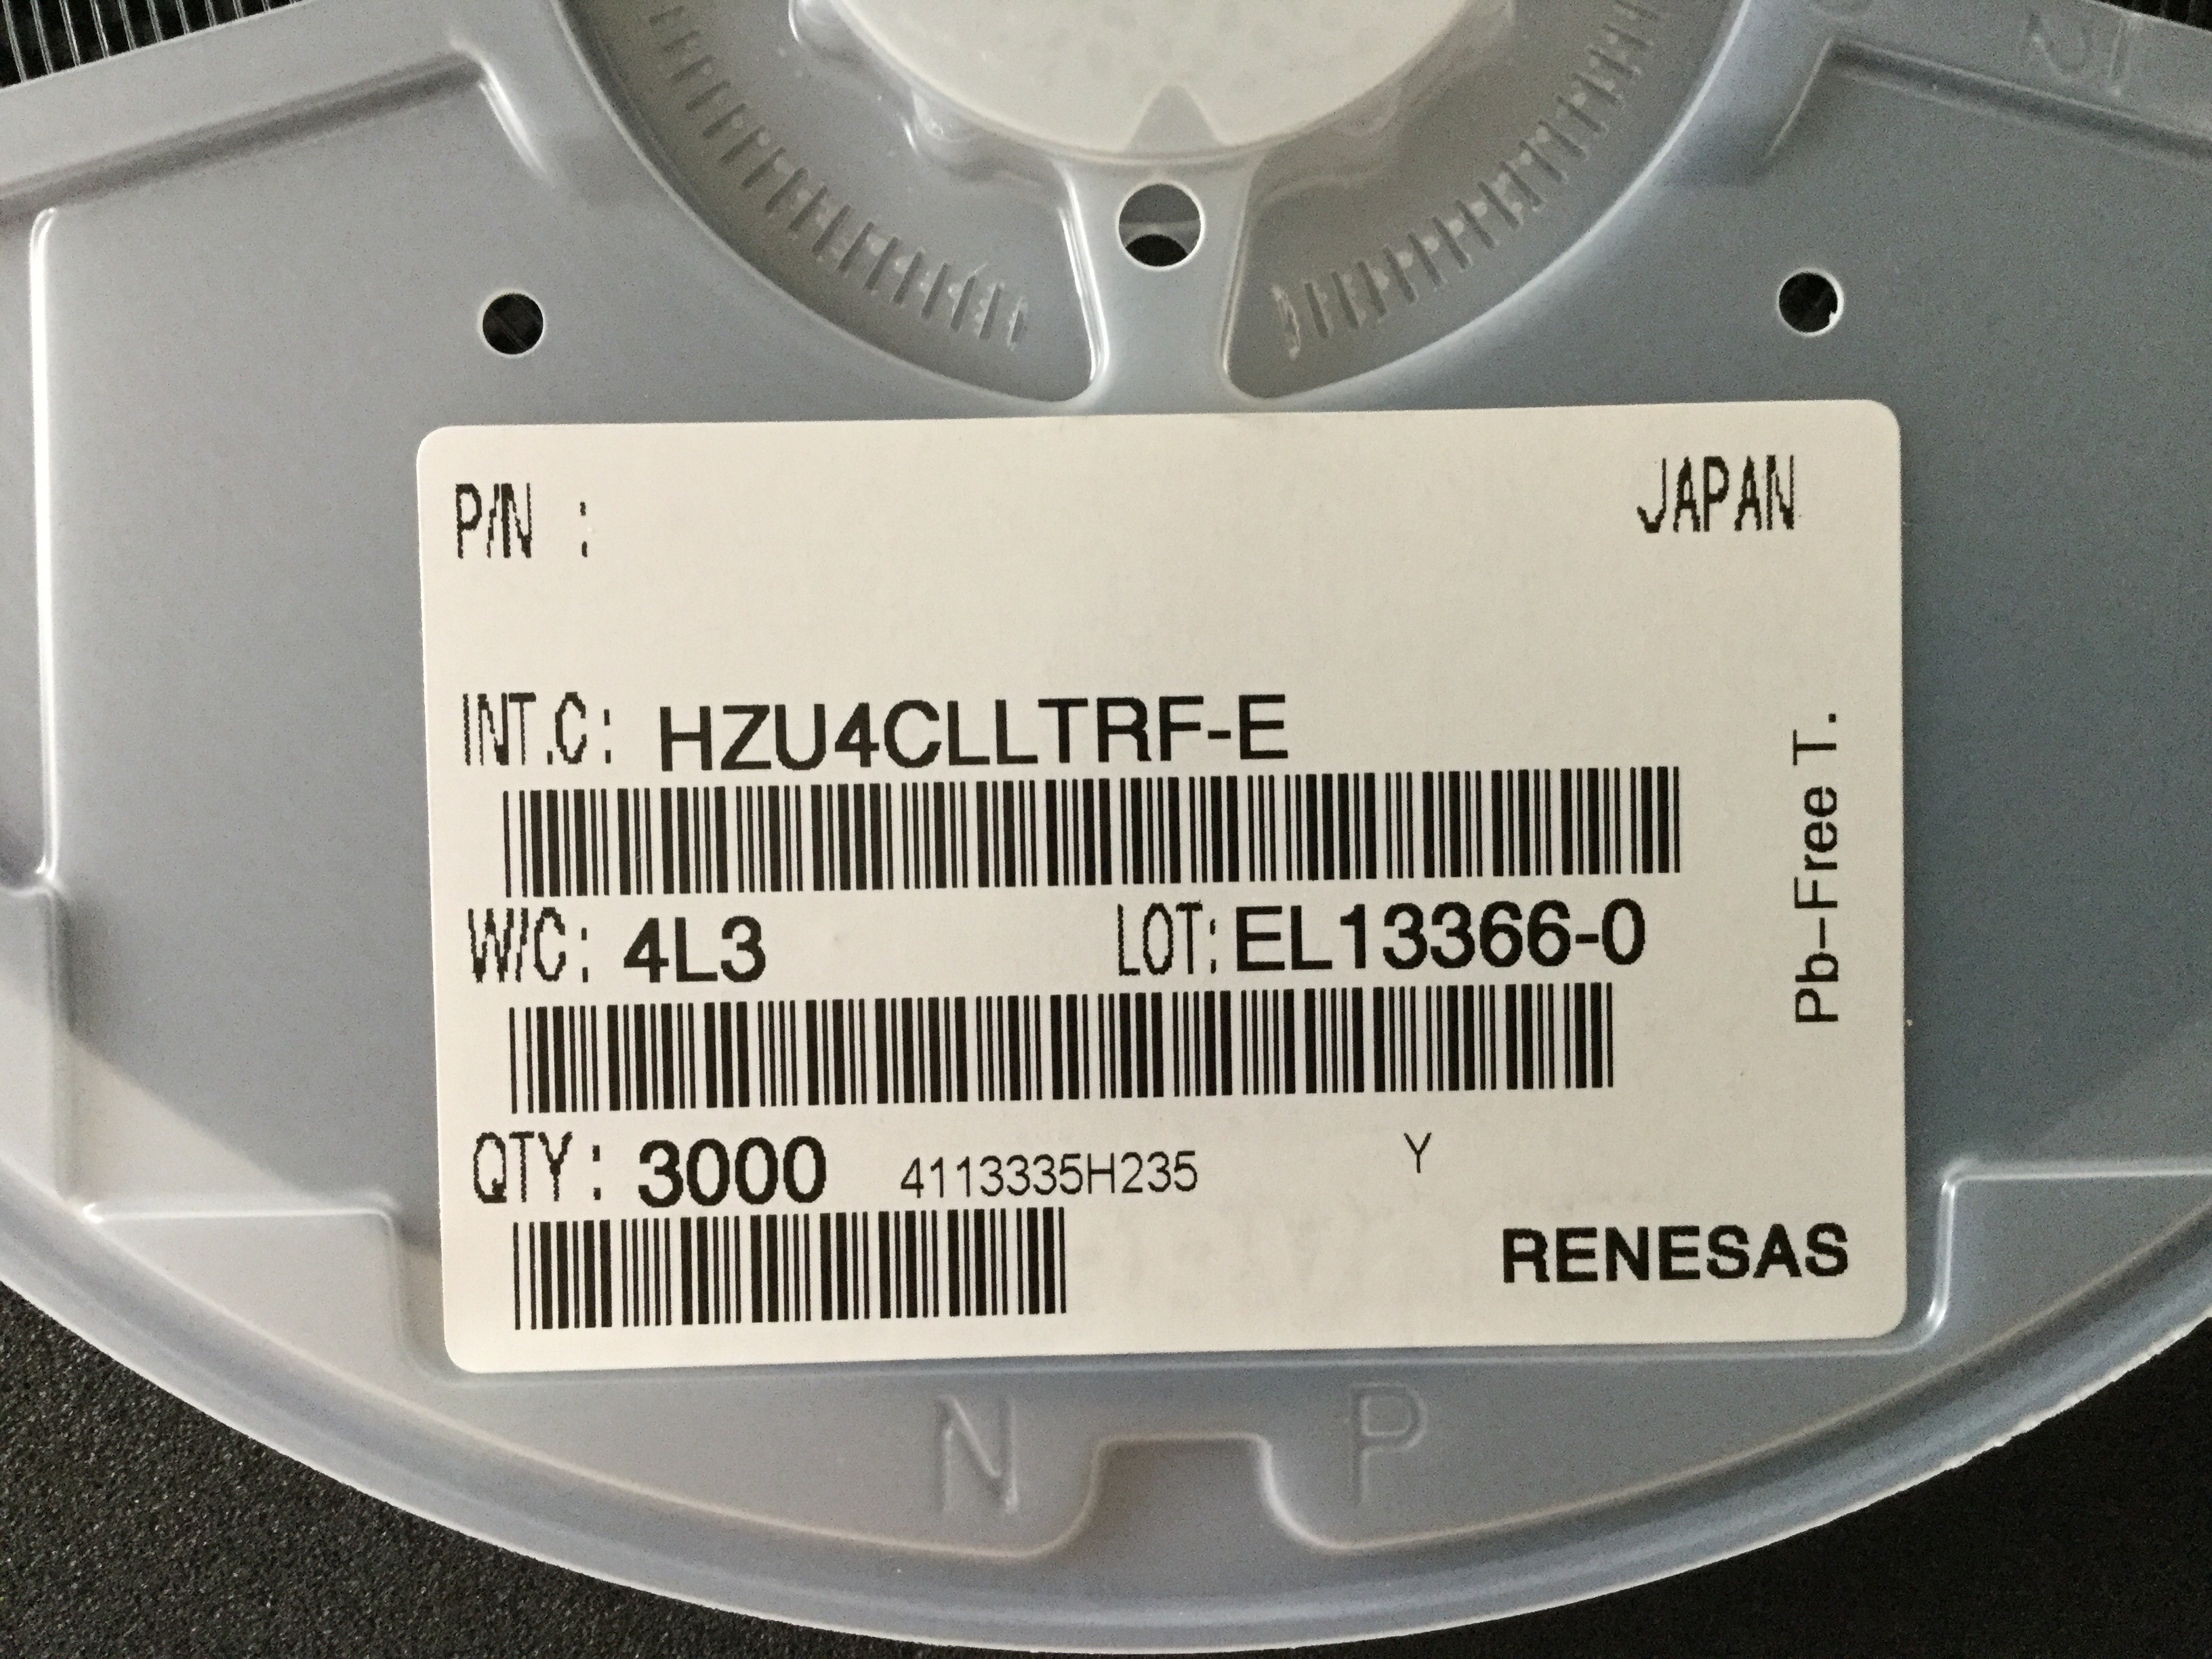 P/N :
JAPAN
INT.C: HZU4CLLTRF-E
W/C: 4L3 LOT: EL13366-0
QTY: 3000 4113335H235 Y
RENESAS
Pb-Free T.
N P